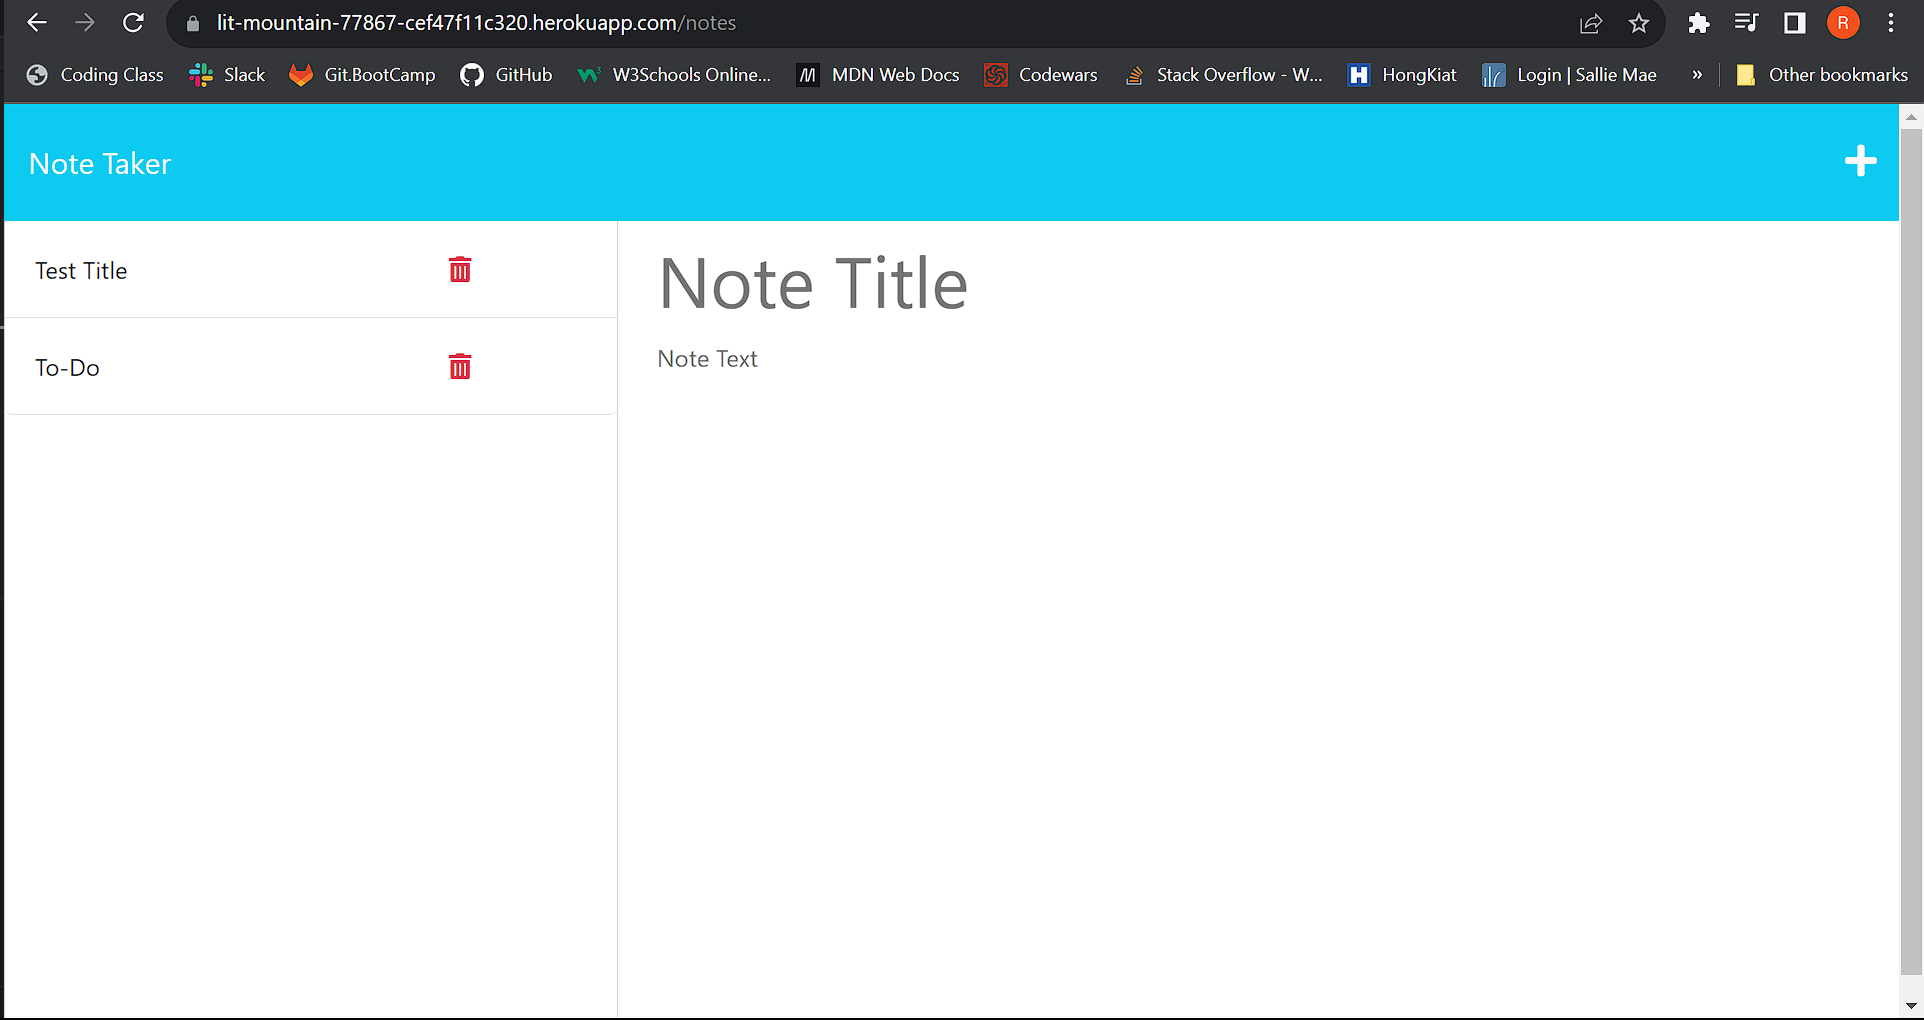 lit-mountain-77867-cef47f11c320.herokuapp.com/notes
R
Coding Class Slack Git.BootCamp GitHub W3Schools Online... MDN Web Docs Codewars Stack Overflow - W... HongKiat Login | Sallie Mae » Other bookmarks
Note Taker
Test Title
To-Do
Note Title
Note Text